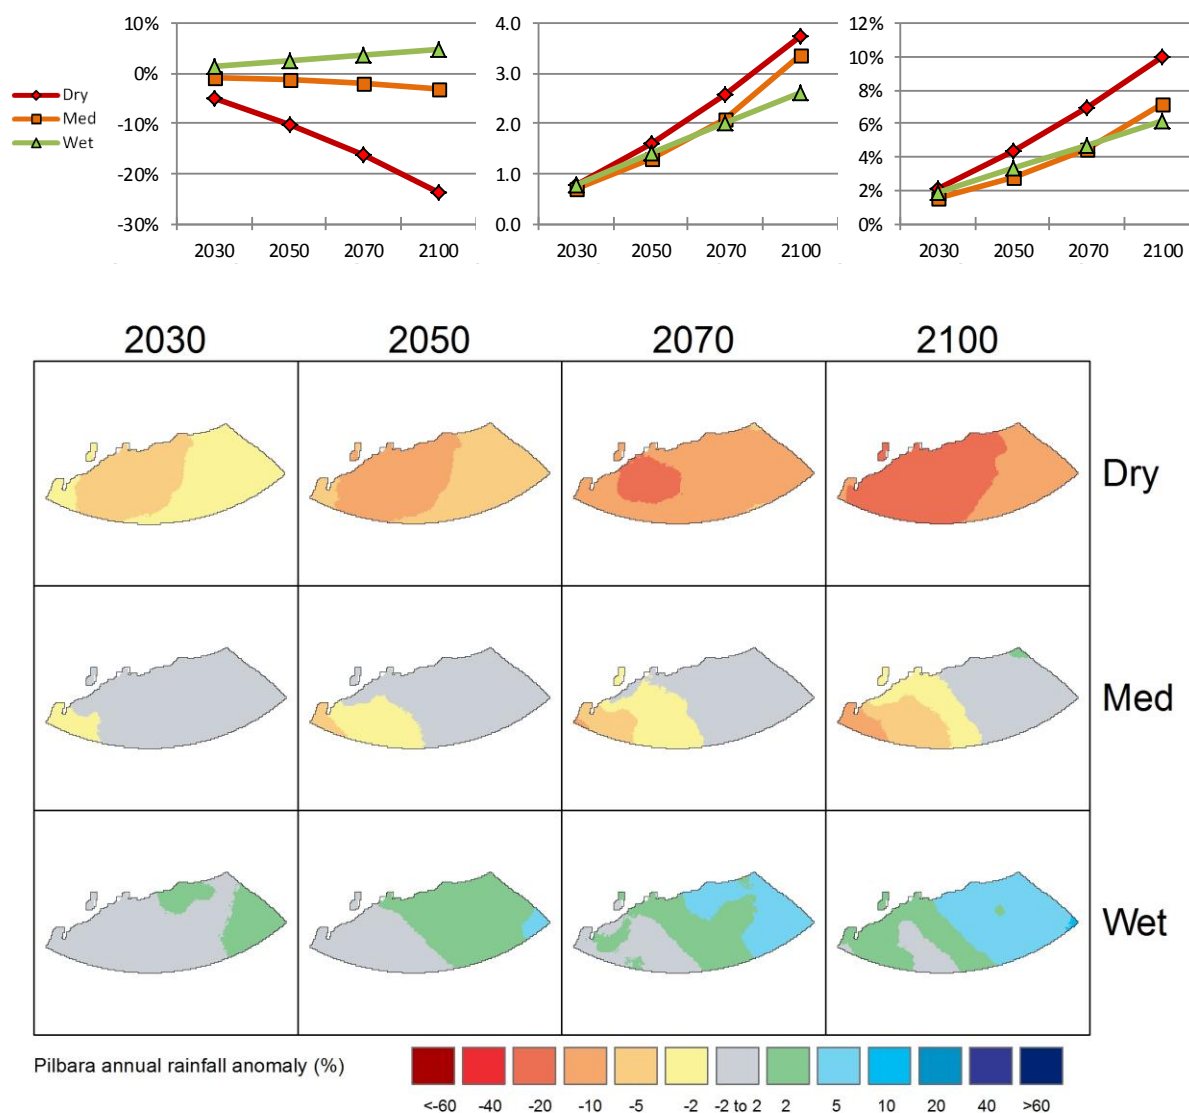 10% 4.0 12%
0% 3.0 10%
-10% 2.0 8%
-20% 1.0 6%
-30% 0.0 4%
2%
0%
Dry
Med
Wet
2030 2050 2070 2100 2030 2050 2070 2100 2030 2050 2070 2100
2030 2050 2070 2100
Dry
Med
Wet
Pilbara annual rainfall anomaly (%)
<-60 -40 -20 -10 -5 -2 -2 to 2 2 5 10 20 40 >60